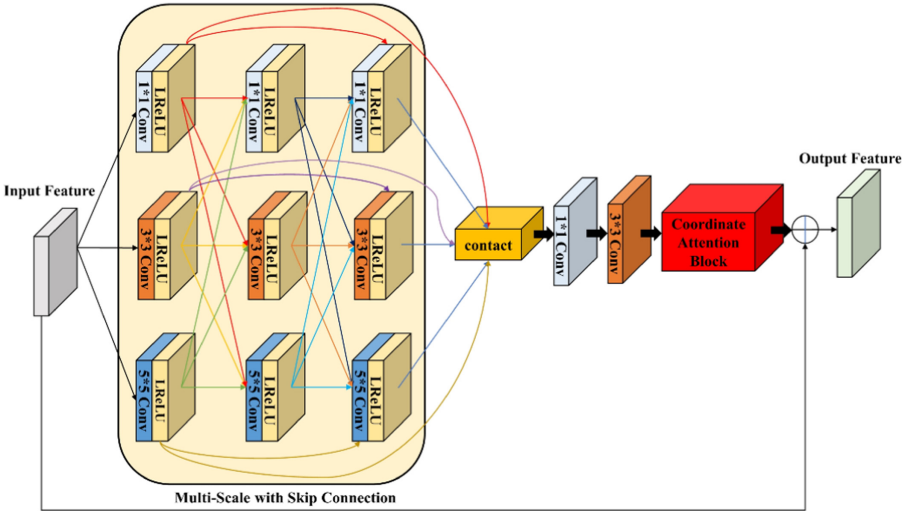 Input Feature
1*1 Conv
LReLU
1*1 Conv
LReLU
1*1 Conv
LReLU
3*3 Conv
LReLU
3*3 Conv
LReLU
3*3 Conv
LReLU
5*5 Conv
LReLU
5*5 Conv
LReLU
5*5 Conv
LReLU
Multi-Scale with Skip Connection
contact
1*1 Conv
3*3 Conv
Coordinate
Attention
Block
Output Feature